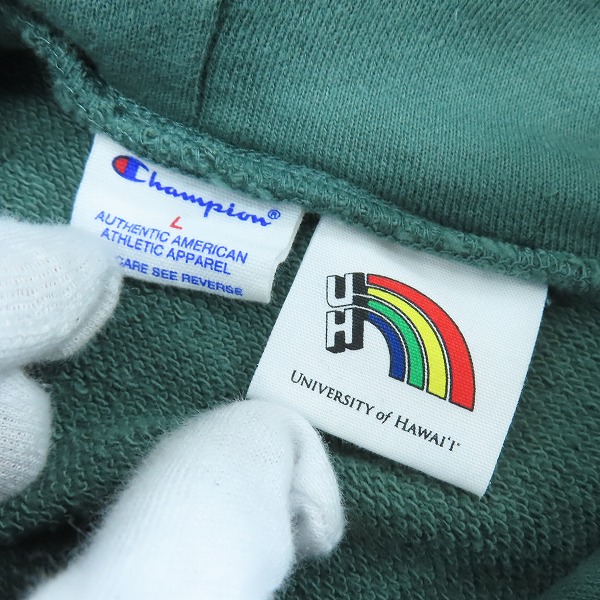 Champion®
L
AUTHENTIC AMERICAN
ATHLETIC APPAREL
CARE SEE REVERSE
UH
UNIVERSITY of HAWAI'I®